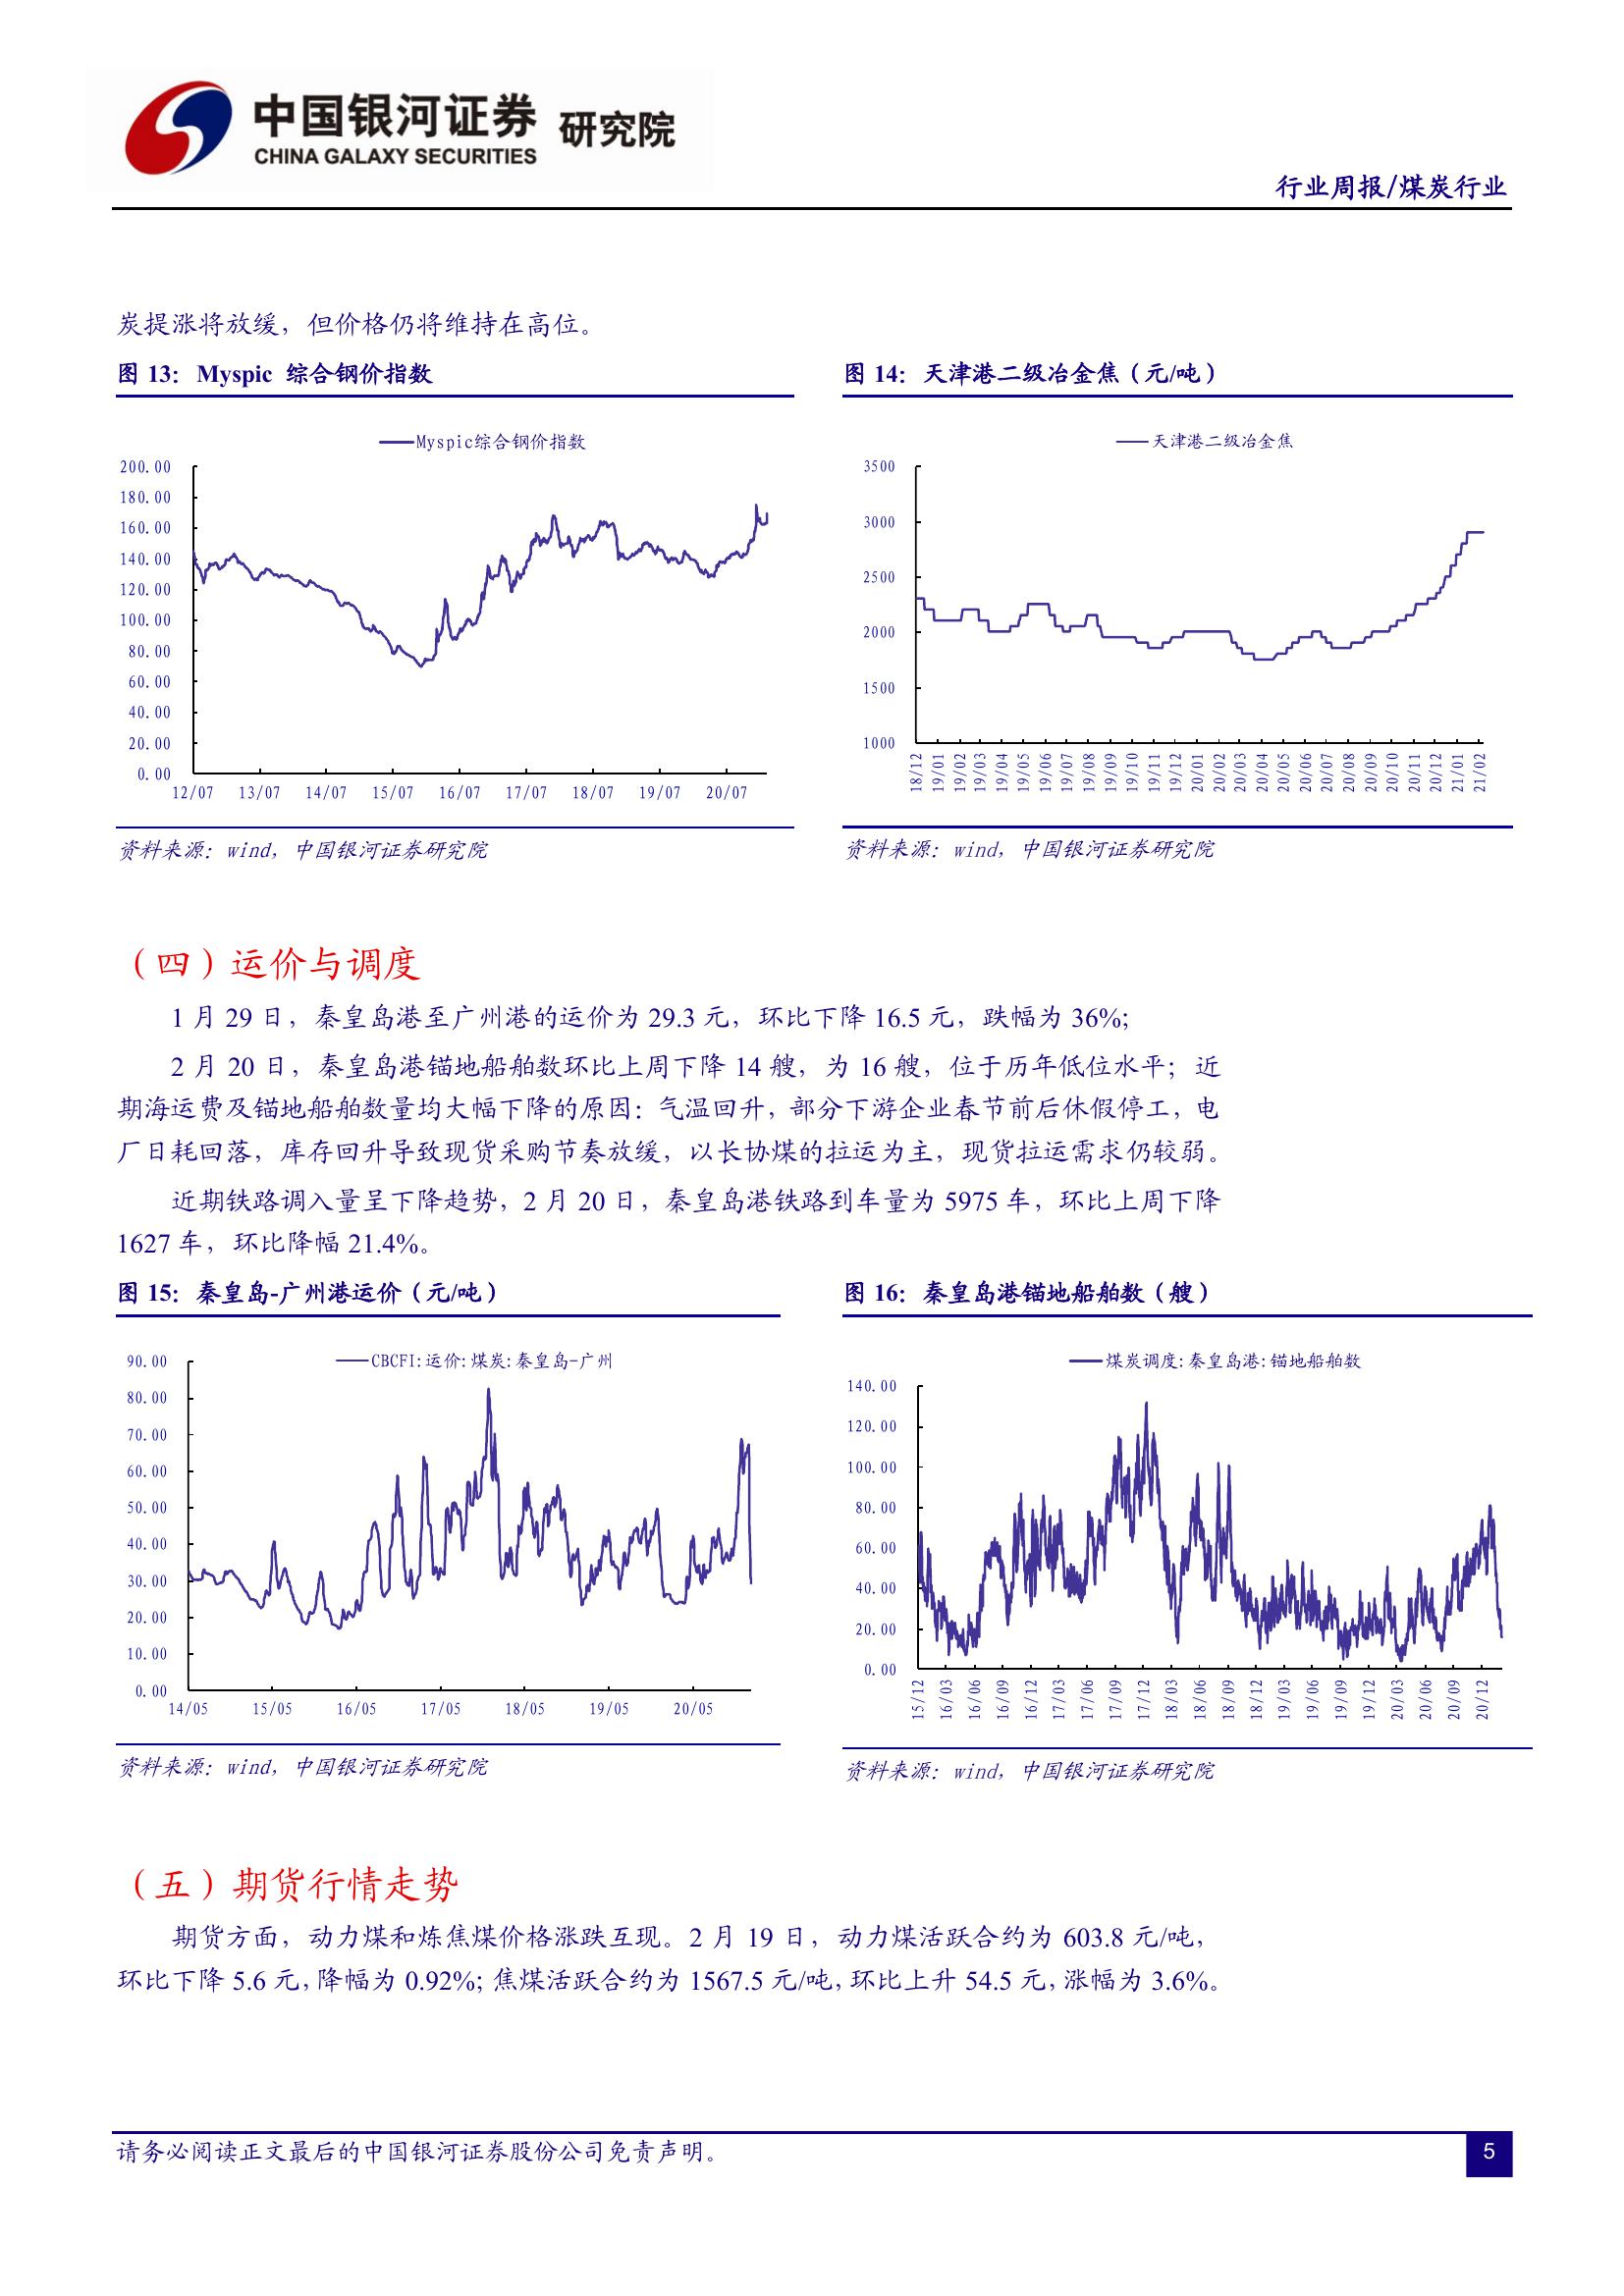 中国银河证券 研究院
CHINA GALAXY SECURITIES
行业周报/煤炭行业
炭提涨将放缓，但价格仍将维持在高位。
图 13：Myspic 综合钢价指数
Myspic综合钢价指数
200.00
180.00
160.00
140.00
120.00
100.00
80.00
60.00
40.00
20.00
0.00
12/07 13/07 14/07 15/07 16/07 17/07 18/07 19/07 20/07
资料来源：wind，中国银河证券研究院
图 14：天津港二级冶金焦（元/吨）
天津港二级冶金焦
3500
3000
2500
2000
1500
1000
18/12 19/01 19/02 19/03 19/04 19/05 19/06 19/07 19/08 19/09 19/10 19/11 19/12 20/01 20/02 20/03 20/04 20/05 20/06 20/07 20/08 20/09 20/10 20/11 20/12 21/01 21/02
资料来源：wind，中国银河证券研究院
（四）运价与调度
1 月 29 日，秦皇岛港至广州港的运价为 29.3 元，环比下降 16.5 元，跌幅为 36%;
2 月 20 日，秦皇岛港锚地船舶数环比上周下降 14 艘，为 16 艘，位于历年低位水平；近
期海运费及锚地船舶数量均大幅下降的原因：气温回升，部分下游企业春节前后休假停工，电
厂日耗回落，库存回升导致现货采购节奏放缓，以长协煤的拉运为主，现货拉运需求仍较弱。
近期铁路调入量呈下降趋势，2 月 20 日，秦皇岛港铁路到车量为 5975 车，环比上周下降
1627 车，环比降幅 21.4%。
图 15：秦皇岛-广州港运价（元/吨）
CBCFI:运价:煤炭:秦皇岛-广州
90.00
80.00
70.00
60.00
50.00
40.00
30.00
20.00
10.00
0.00
14/05 15/05 16/05 17/05 18/05 19/05 20/05
资料来源：wind，中国银河证券研究院
图 16：秦皇岛港锚地船舶数（艘）
煤炭调度:秦皇岛港:锚地船舶数
140.00
120.00
100.00
80.00
60.00
40.00
20.00
0.00
15/12 16/03 16/06 16/09 16/12 17/03 17/06 17/09 17/12 18/03 18/06 18/09 18/12 19/03 19/06 19/09 19/12 20/03 20/06 20/09 20/12
资料来源：wind，中国银河证券研究院
（五）期货行情走势
期货方面，动力煤和炼焦煤价格涨跌互现。2 月 19 日，动力煤活跃合约为 603.8 元/吨，
环比下降 5.6 元，降幅为 0.92%; 焦煤活跃合约为 1567.5 元/吨，环比上升 54.5 元，涨幅为 3.6%。
请务必阅读正文最后的中国银河证券股份公司免责声明。
5